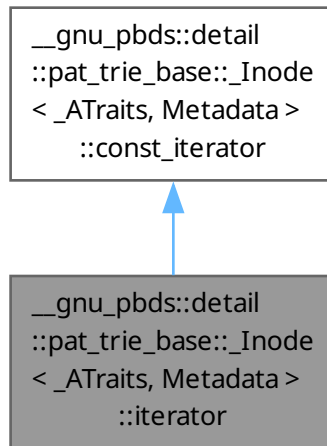 __gnu_pbds::detail
::pat_trie_base::_Inode
< _ATraits, Metadata >
::const_iterator
__gnu_pbds::detail
::pat_trie_base::_Inode
< _ATraits, Metadata >
::iterator